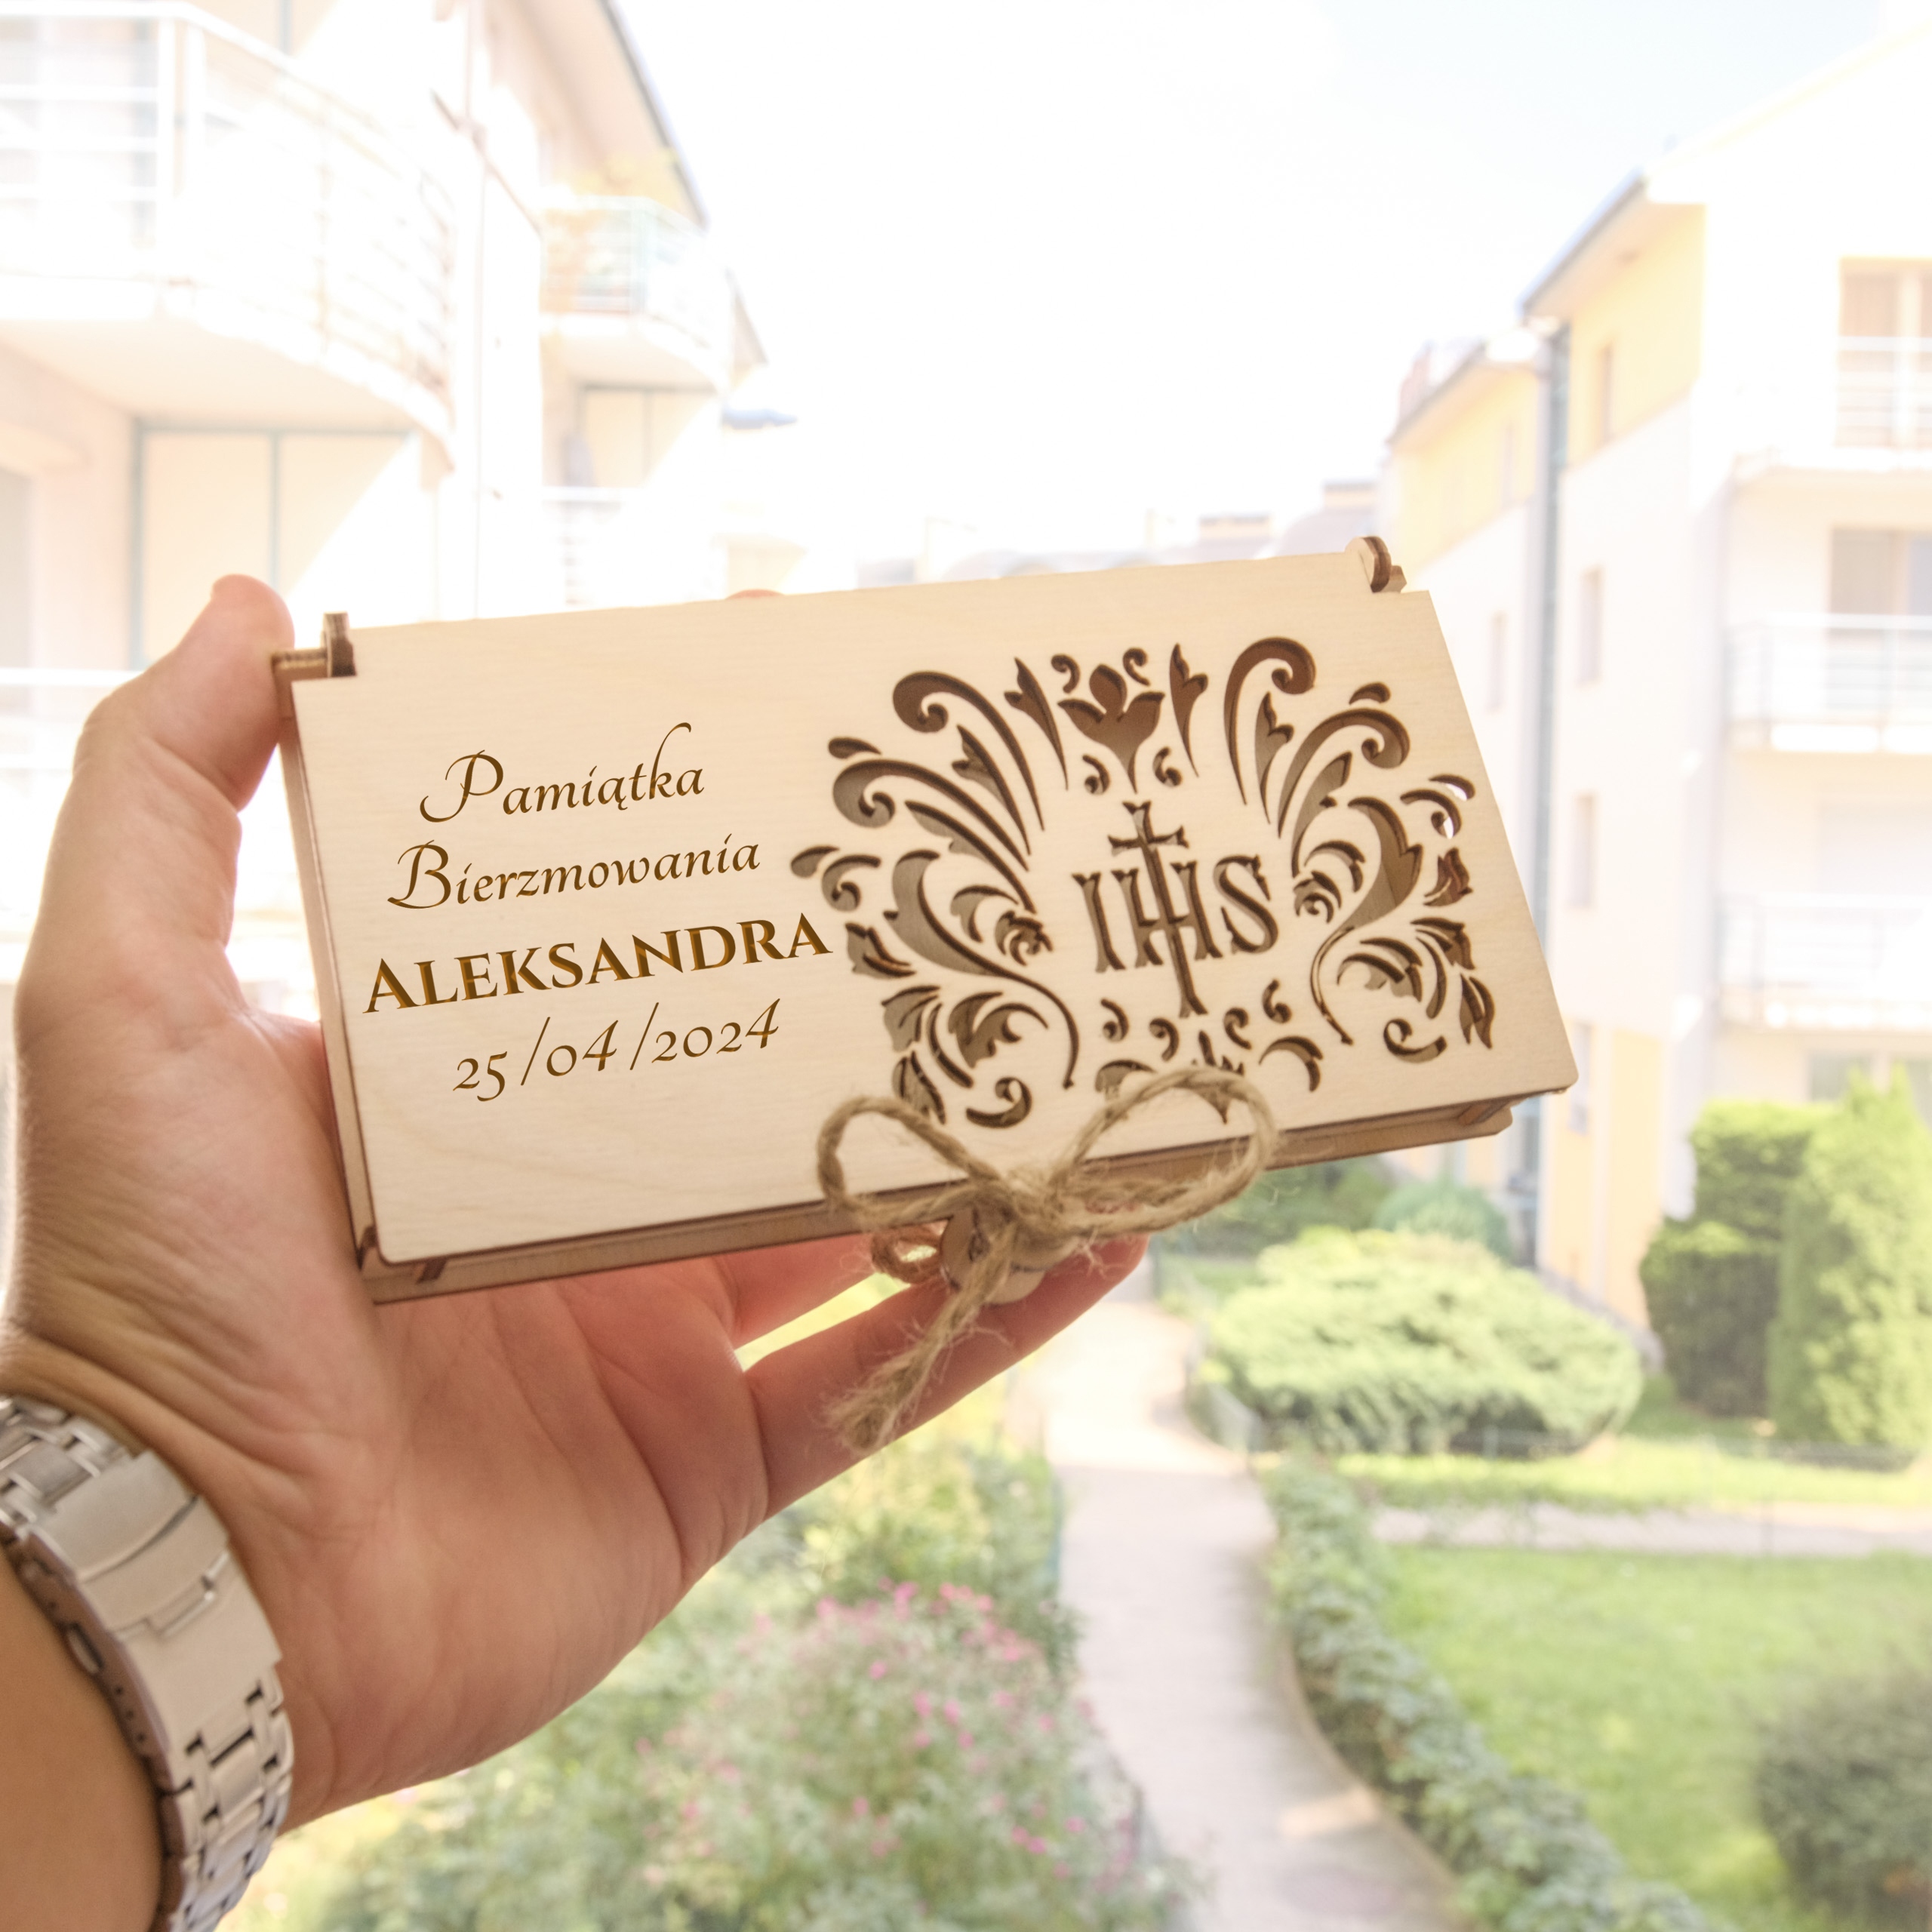 Pamiątka
Bierzmowania
ALEKSANDRA
25/04/2024
IHS